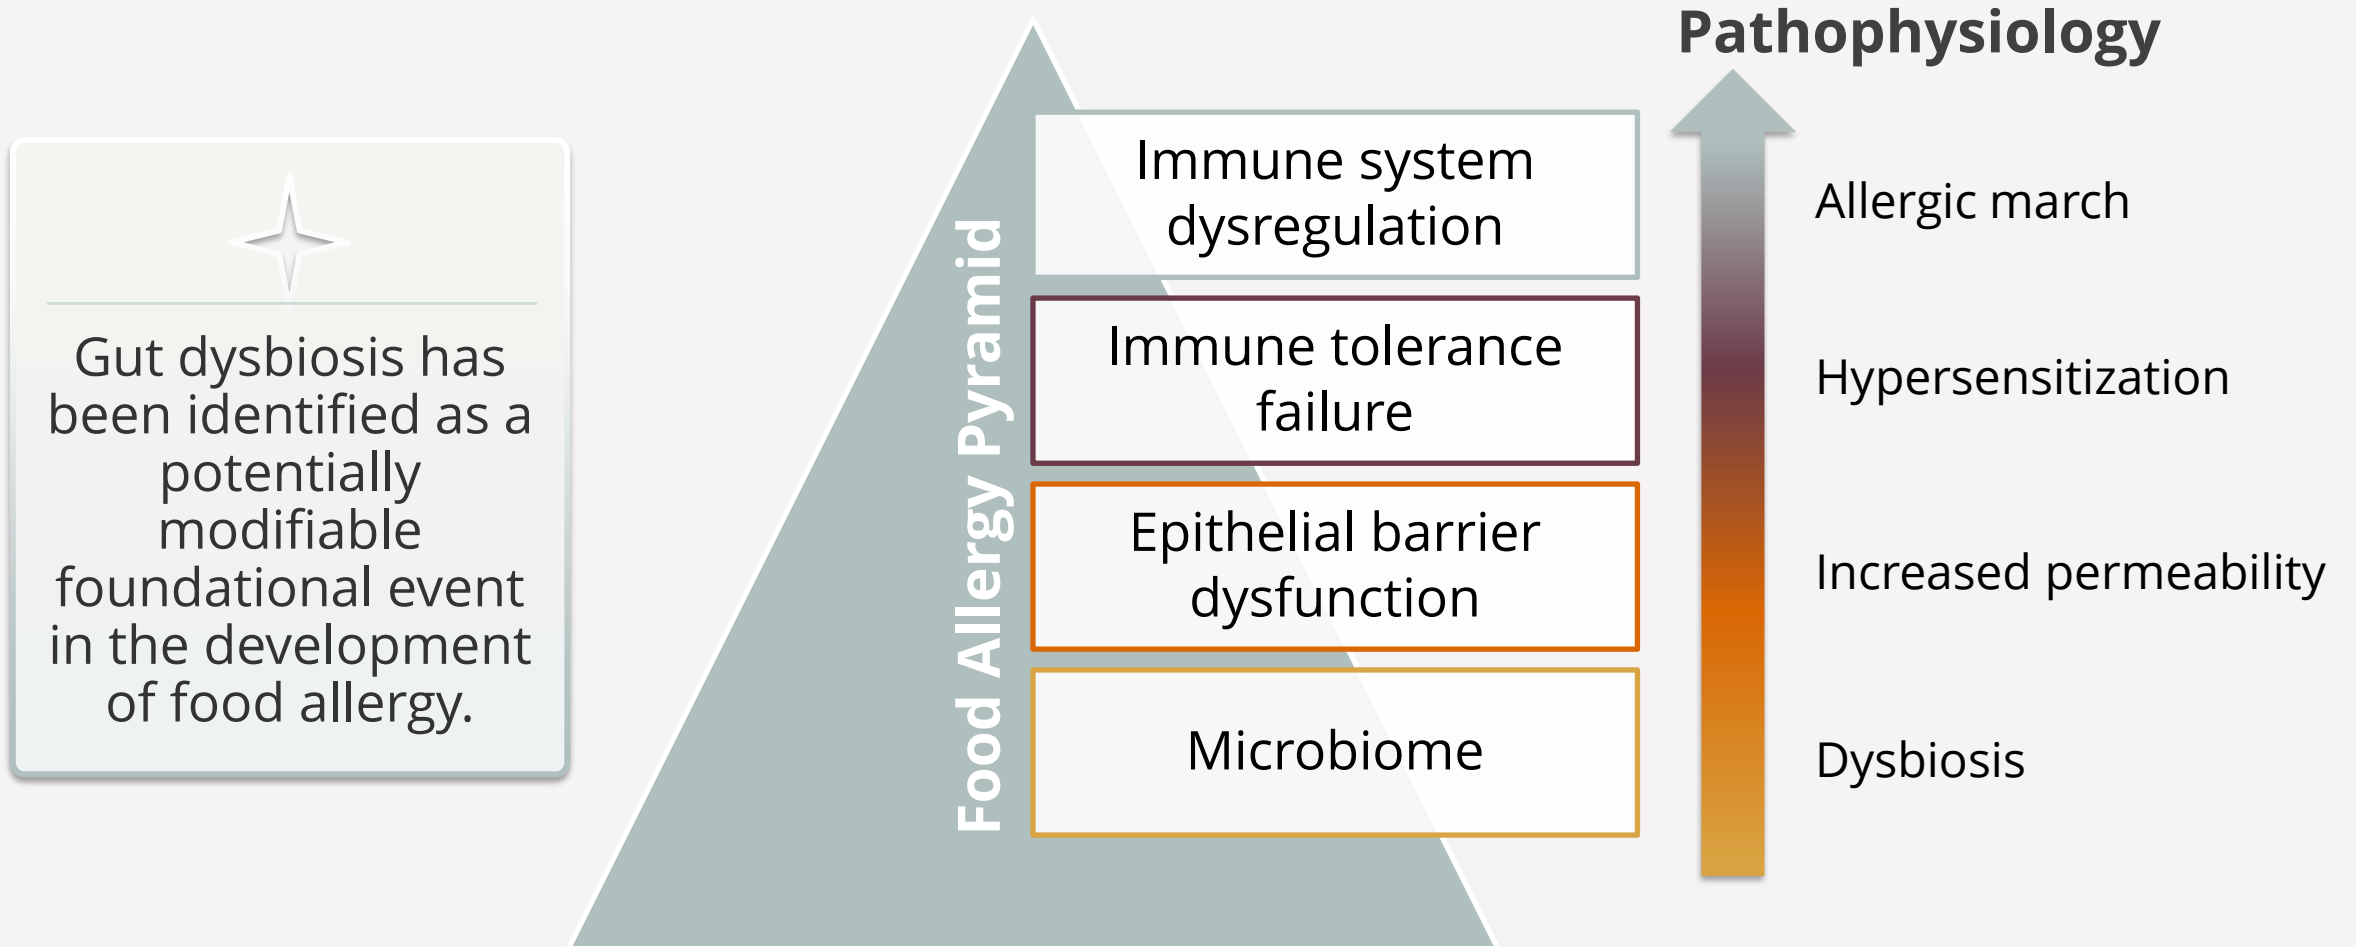 Gut dysbiosis has
been identified as a
potentially
modifiable
foundational event
in the development
of food allergy.
Food Allergy Pyramid
Immune system
dysregulation
Immune tolerance
failure
Epithelial barrier
dysfunction
Microbiome
Pathophysiology
Allergic march
Hypersensitization
Increased permeability
Dysbiosis